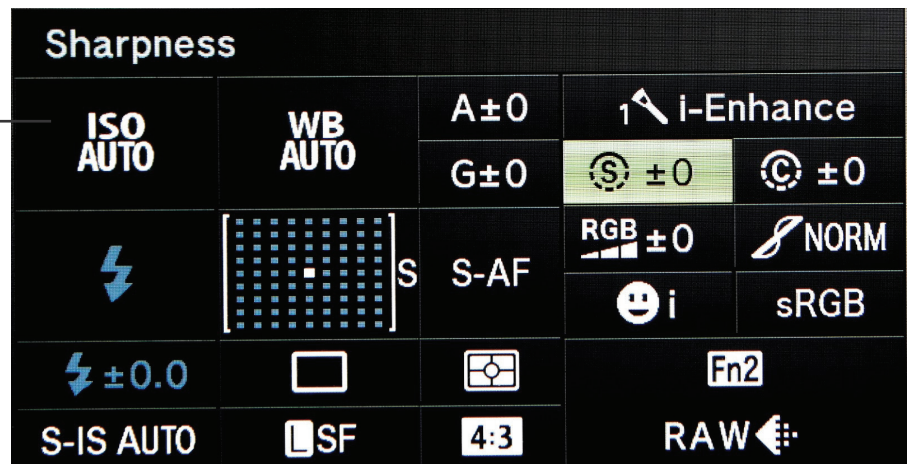 Sharpness
ISO AUTO
WB AUTO
A±0
G±0
1 i-Enhance
S ±0
C ±0
RGB ±0
NORM
S
S-AF
i
sRGB
±0.0
Fn2
S-IS AUTO
L SF
4:3
RAW